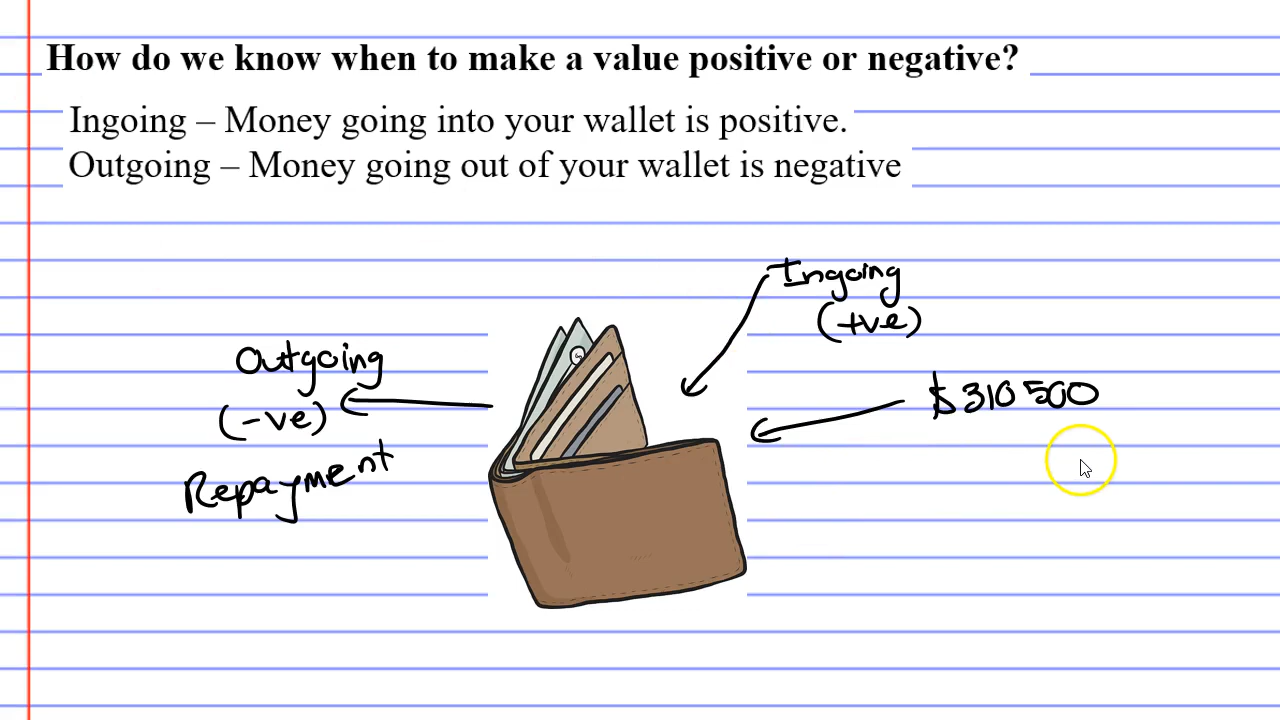 How do we know when to make a value positive or negative?
Ingoing – Money going into your wallet is positive.
Outgoing – Money going out of your wallet is negative
Ingoing
(+ve)
Outgoing
(-ve)
Repayment
$310 500